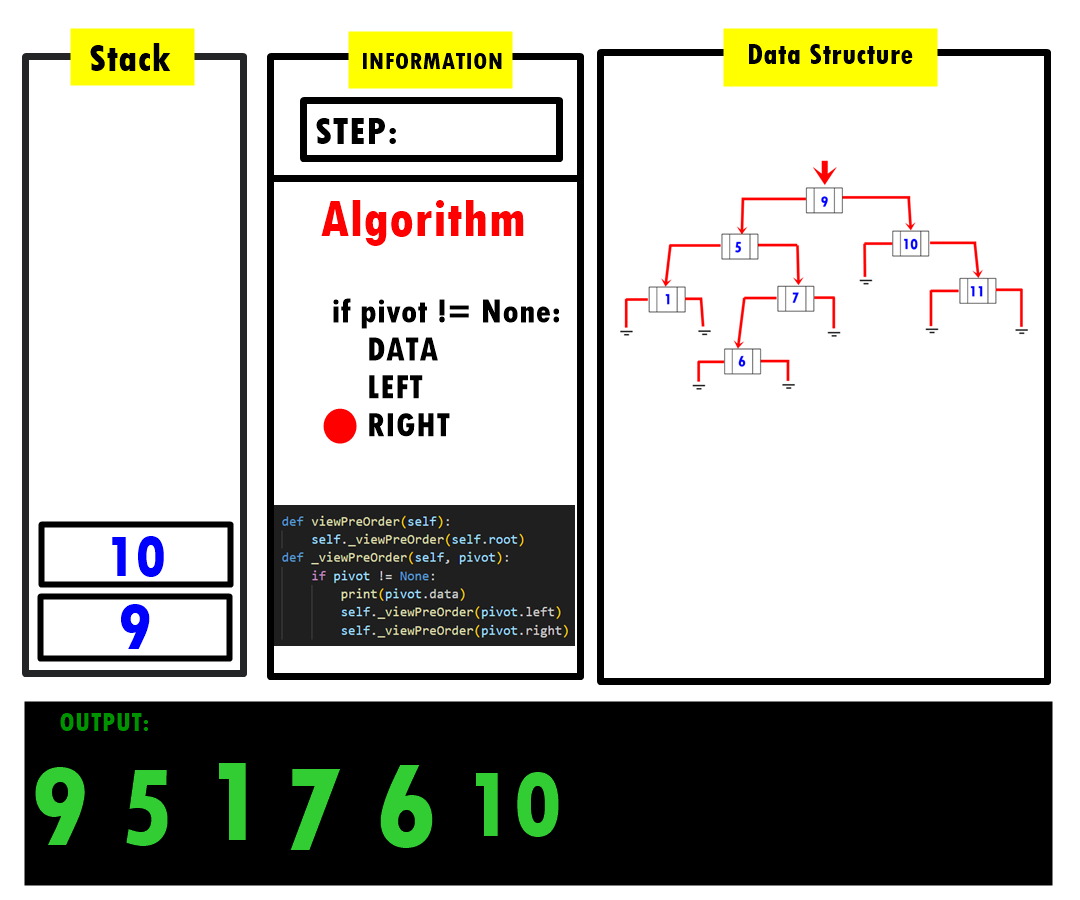 Stack
10
9
INFORMATION
STEP:
Algorithm
if pivot != None:
DATA
LEFT
RIGHT
def viewPreOrder(self):
self._viewPreOrder(self.root)
def _viewPreOrder(self, pivot):
if pivot != None:
print(pivot.data)
self._viewPreOrder(pivot.left)
self._viewPreOrder(pivot.right)
Data Structure
9
5
10
1
7
11
6
OUTPUT:
9 5 1 7 6 10